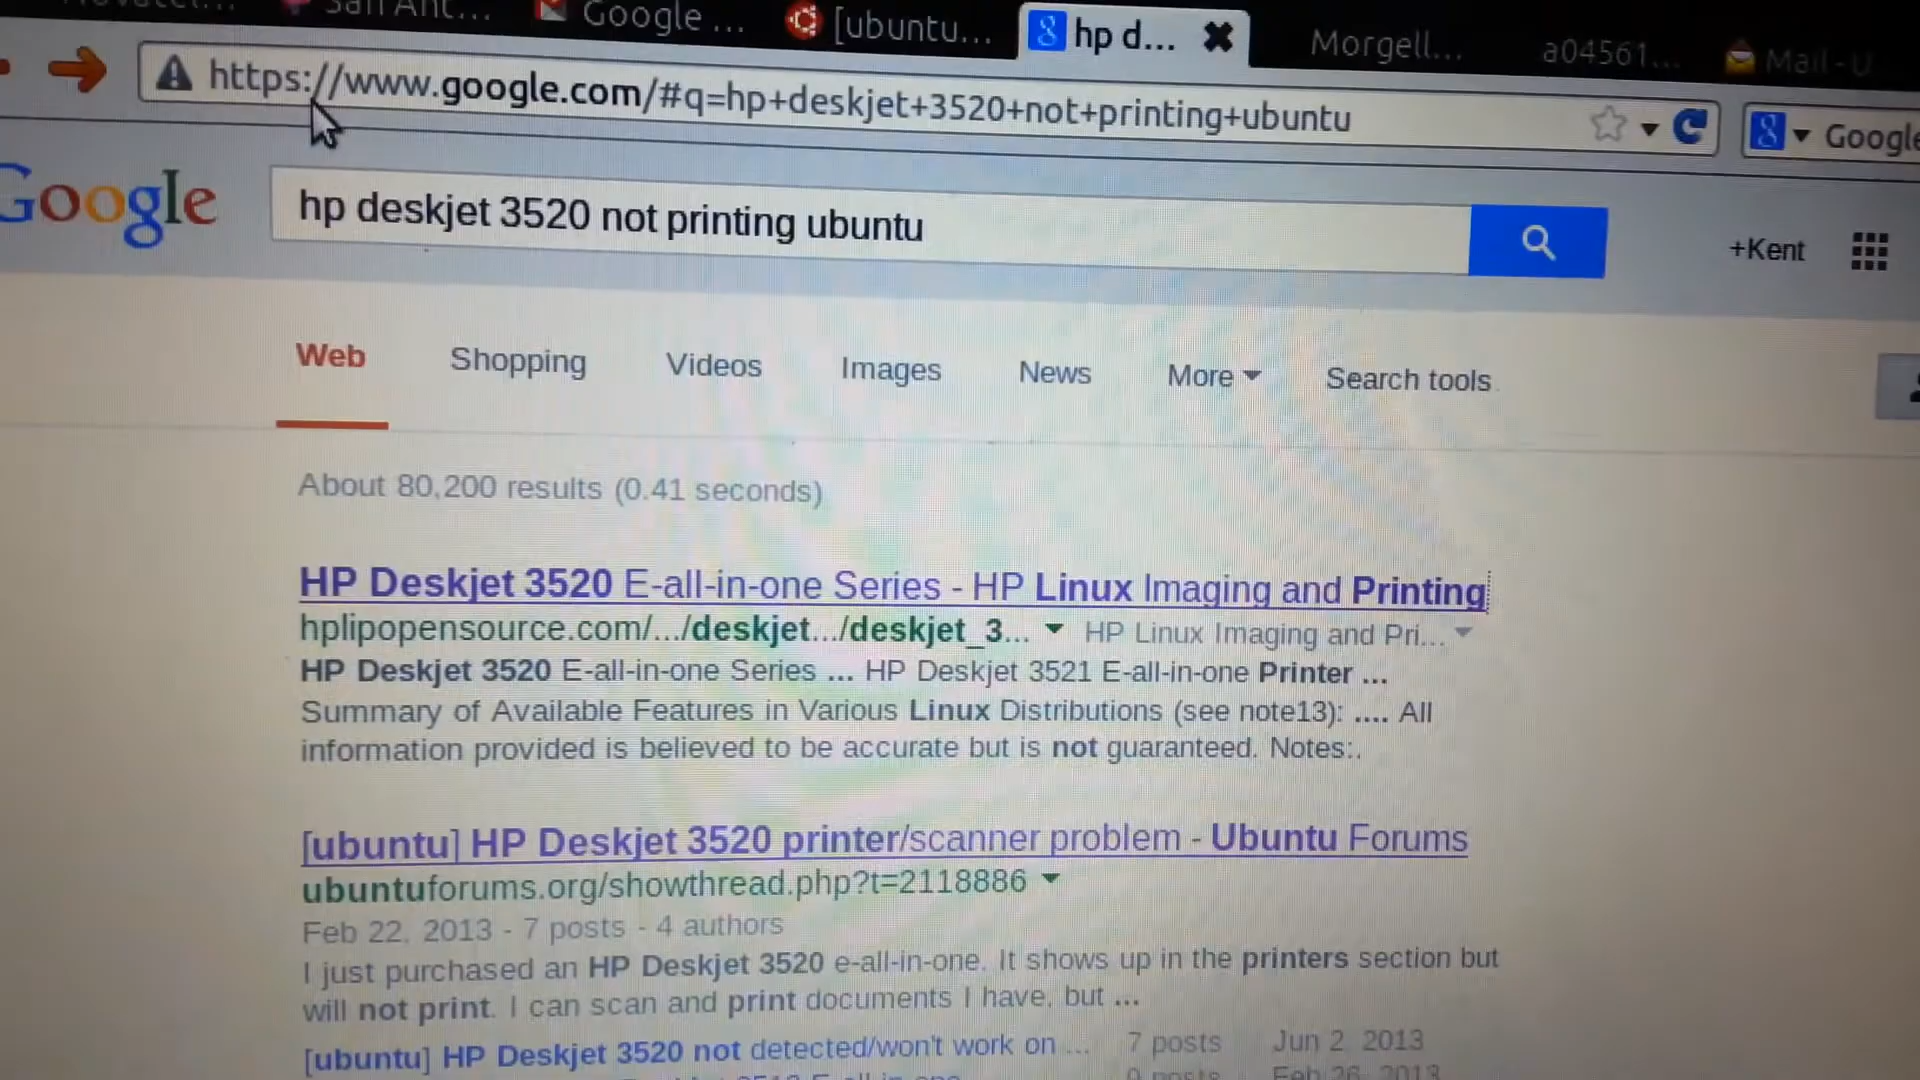 San Ant...
Google ...
[ubuntu...
hp d...
Morgell...
a04561...
Mail - U
https://www.google.com/#q=hp+deskjet+3520+not+printing+ubuntu
Google
Google
hp deskjet 3520 not printing ubuntu
+Kent
Web
Shopping
Videos
Images
News
More
Search tools
About 80,200 results (0.41 seconds)
HP Deskjet 3520 E-all-in-one Series - HP Linux Imaging and Printing
hplipopensource.com/.../deskjet.../deskjet_3... HP Linux Imaging and Pri...
HP Deskjet 3520 E-all-in-one Series ... HP Deskjet 3521 E-all-in-one Printer ...
Summary of Available Features in Various Linux Distributions (see note13): .... All
information provided is believed to be accurate but is not guaranteed. Notes:.
[ubuntu] HP Deskjet 3520 printer/scanner problem - Ubuntu Forums
ubuntuforums.org/showthread.php?t=2118886
Feb 22, 2013 - 7 posts - 4 authors
I just purchased an HP Deskjet 3520 e-all-in-one. It shows up in the printers section but
will not print. I can scan and print documents I have, but ...
[ubuntu] HP Deskjet 3520 not detected/won't work on ... 7 posts Jun 2, 2013
posts Feb 26, 2013